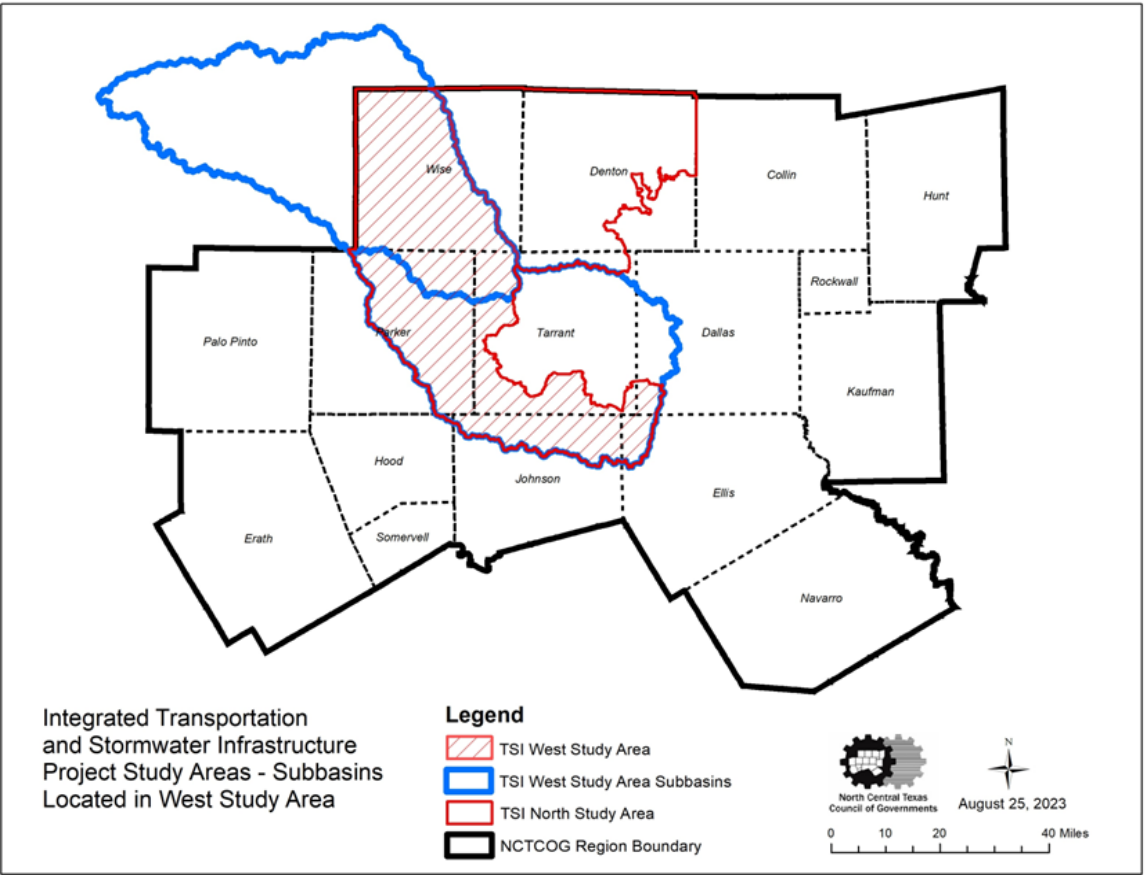 Wise
Denton
Collin
Hunt
Rockwall
Palo Pinto
Parker
Tarrant
Dallas
Kaufman
Hood
Johnson
Ellis
Erath
Somervell
Navarro
Integrated Transportation
and Stormwater Infrastructure
Project Study Areas - Subbasins
Located in West Study Area
Legend
TSI West Study Area
TSI West Study Area Subbasins
TSI North Study Area
NCTCOG Region Boundary
North Central Texas
Council of Governments
N
August 25, 2023
0 10 20 40 Miles